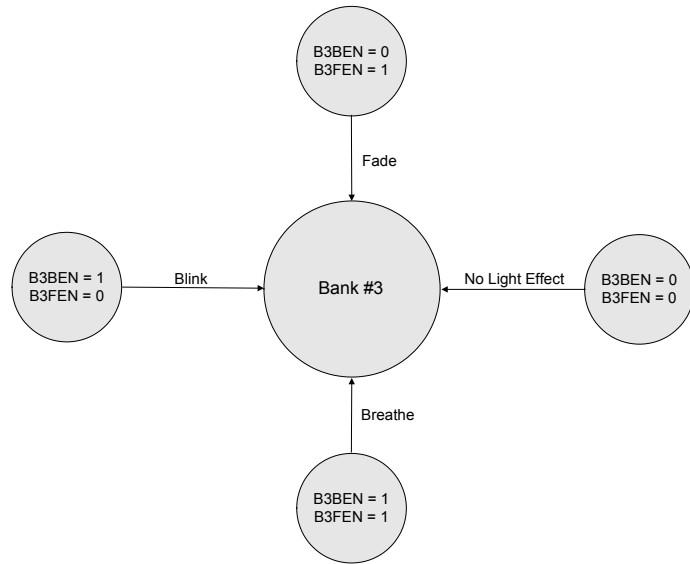 B3BEN = 0
B3FEN = 1
Fade
B3BEN = 1
B3FEN = 0
Blink
Bank #3
No Light Effect
B3BEN = 0
B3FEN = 0
Breathe
B3BEN = 1
B3FEN = 1